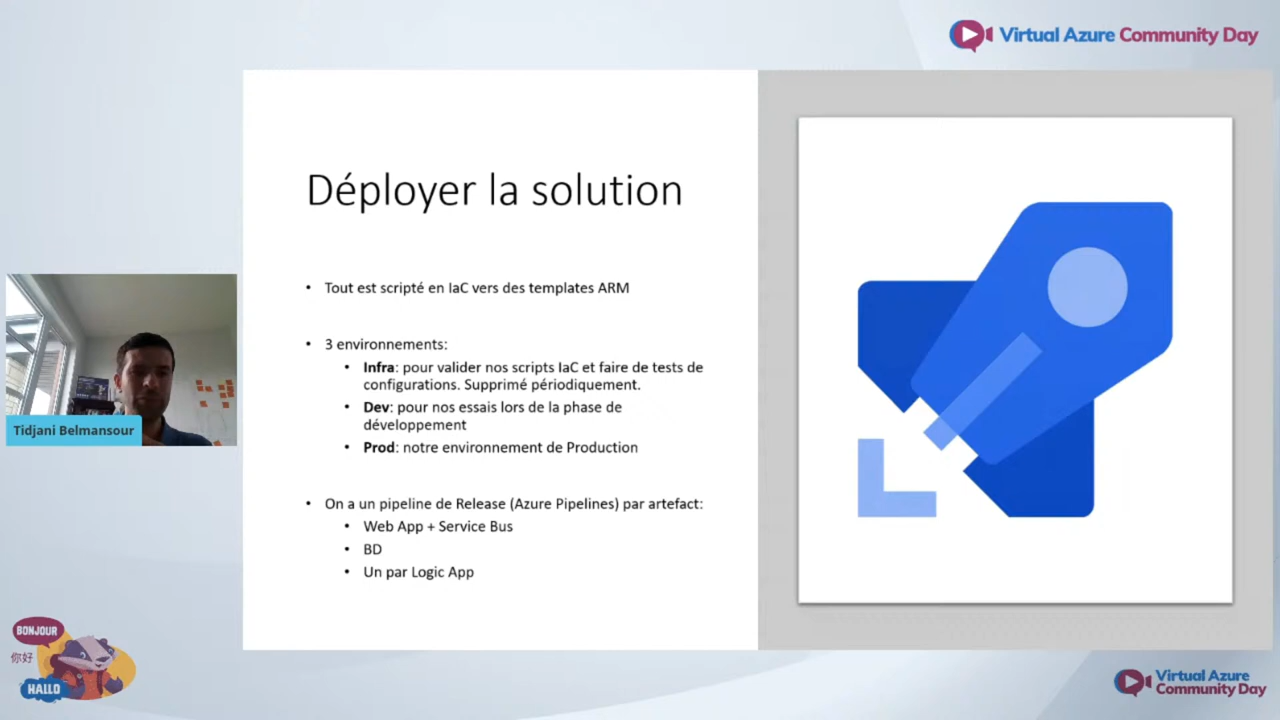 Virtual Azure Community Day
Déployer la solution
• Tout est scripté en IaC vers des templates ARM
• 3 environnements:
• Infra: pour valider nos scripts IaC et faire de tests de
configurations. Supprimé périodiquement.
• Dev: pour nos essais lors de la phase de
développement
• Prod: notre environnement de Production
• On a un pipeline de Release (Azure Pipelines) par artefact:
• Web App + Service Bus
• BD
• Un par Logic App
Tidjani Belmansour
BONJOUR
你好
HALLO
Virtual Azure
Community Day